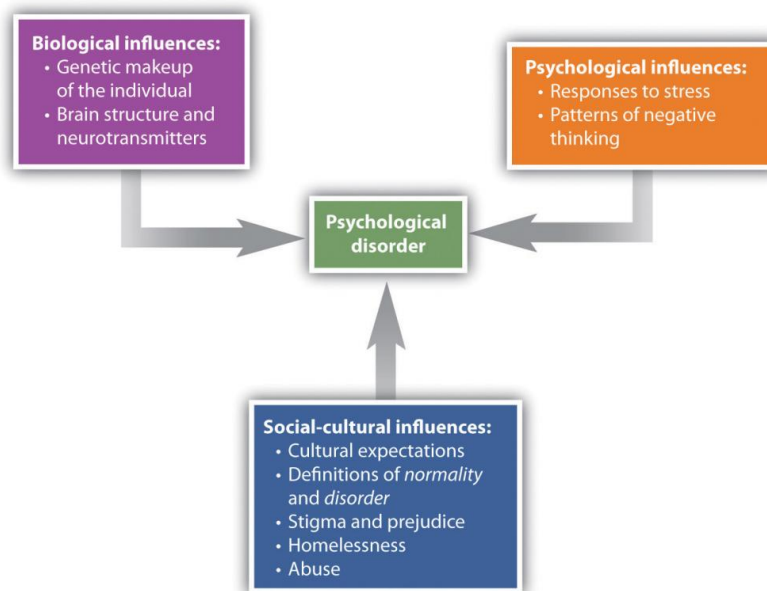 Biological influences:
• Genetic makeup
of the individual
• Brain structure and
neurotransmitters
Psychological influences:
• Responses to stress
• Patterns of negative
thinking
Psychological
disorder
Social-cultural influences:
• Cultural expectations
• Definitions of normality
and disorder
• Stigma and prejudice
• Homelessness
• Abuse